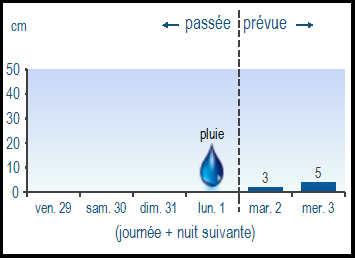 passée prévue
cm
50
40
30
20
10
0
pluie
3
5
ven. 29 sam. 30 dim. 31 lun. 1 mar. 2 mer. 3
(journée + nuit suivante)